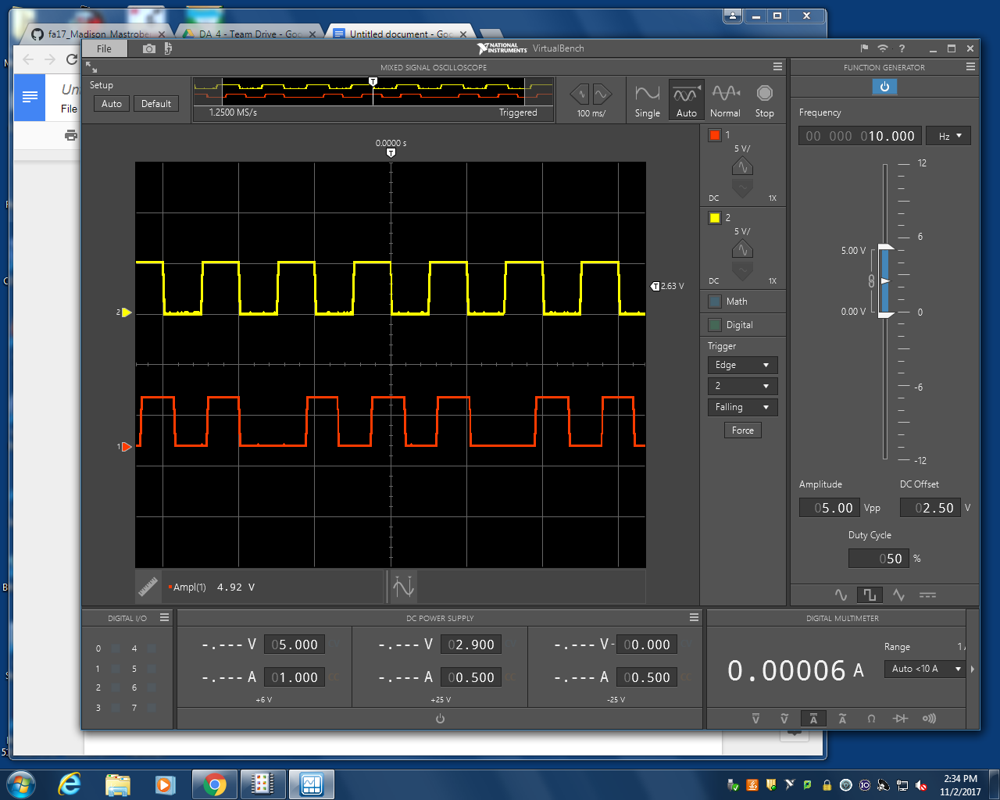 fa17_Madison_Mastrobe
DA_4 - Team Drive - Goo
Untitled document - Goo
File
NATIONAL INSTRUMENTS VirtualBench
?
MIXED SIGNAL OSCILLOSCOPE
FUNCTION GENERATOR
Setup
Auto
Default
T
1.2500 MS/s
Triggered
100 ms/
Single
Auto
Normal
Stop
File
0.0000 s
T
1
5 V/
DC
1X
2
5 V/
DC
1X
Math
Digital
Trigger
Edge
2
Falling
Force
T 2.63 V
2
1
Ampl(1) 4.92 V
Frequency
00 000 010.000
Hz
12
6
5.00 V
0.00 V
0
-6
-12
Amplitude
DC Offset
05.00 Vpp
02.50 V
Duty Cycle
050 %
DIGITAL I/O
0 4
1 5
2 6
3 7
DC POWER SUPPLY
-.--- V 05.000
-.--- V 02.900
-.--- V -00.000
-.--- A 01.000
-.--- A 00.500
-.--- A 00.500
+6 V
+25 V
-25 V
DIGITAL MULTIMETER
Range
0.00006 A
Auto <10 A
V
V
A
A
Ω
2:34 PM
11/2/2017